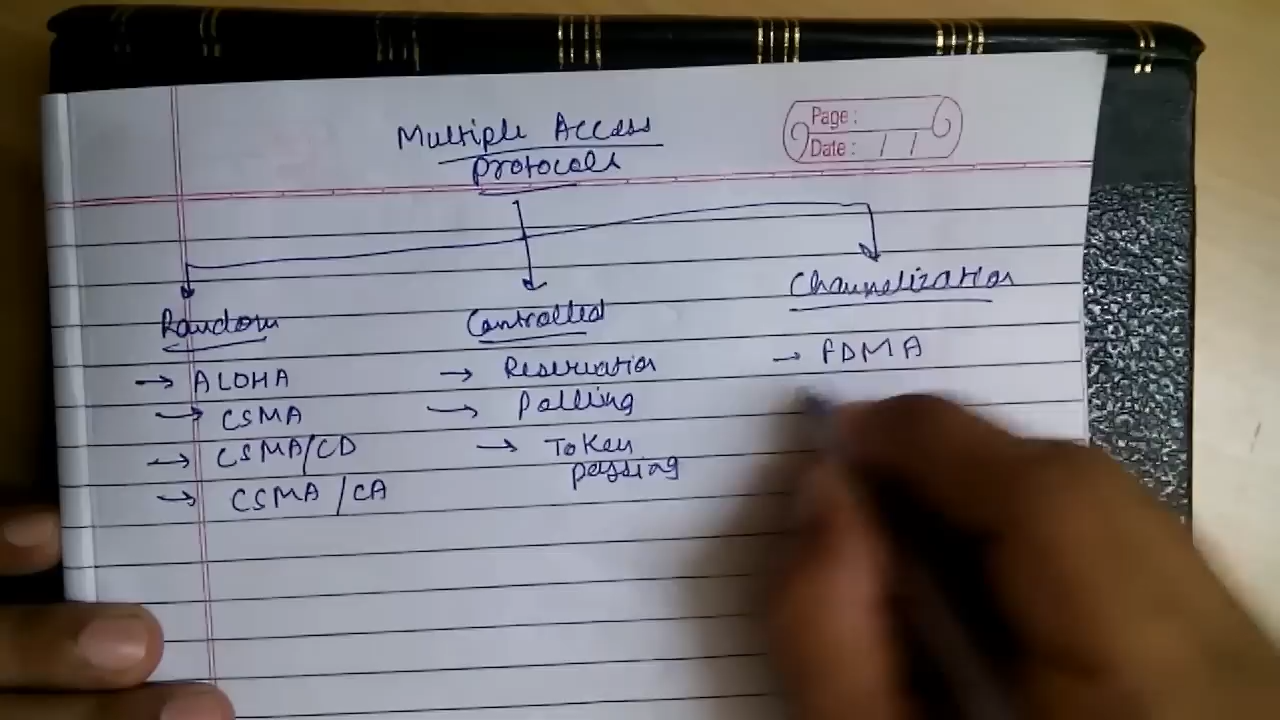 Multiple Access
Protocols
Page :
Date : / /
Random
→ ALOHA
→ CSMA
→ CSMA/CD
→ CSMA/CA
Controlled
→ Reservation
→ Polling
→ Token
passing
Channelization
→ FDMA